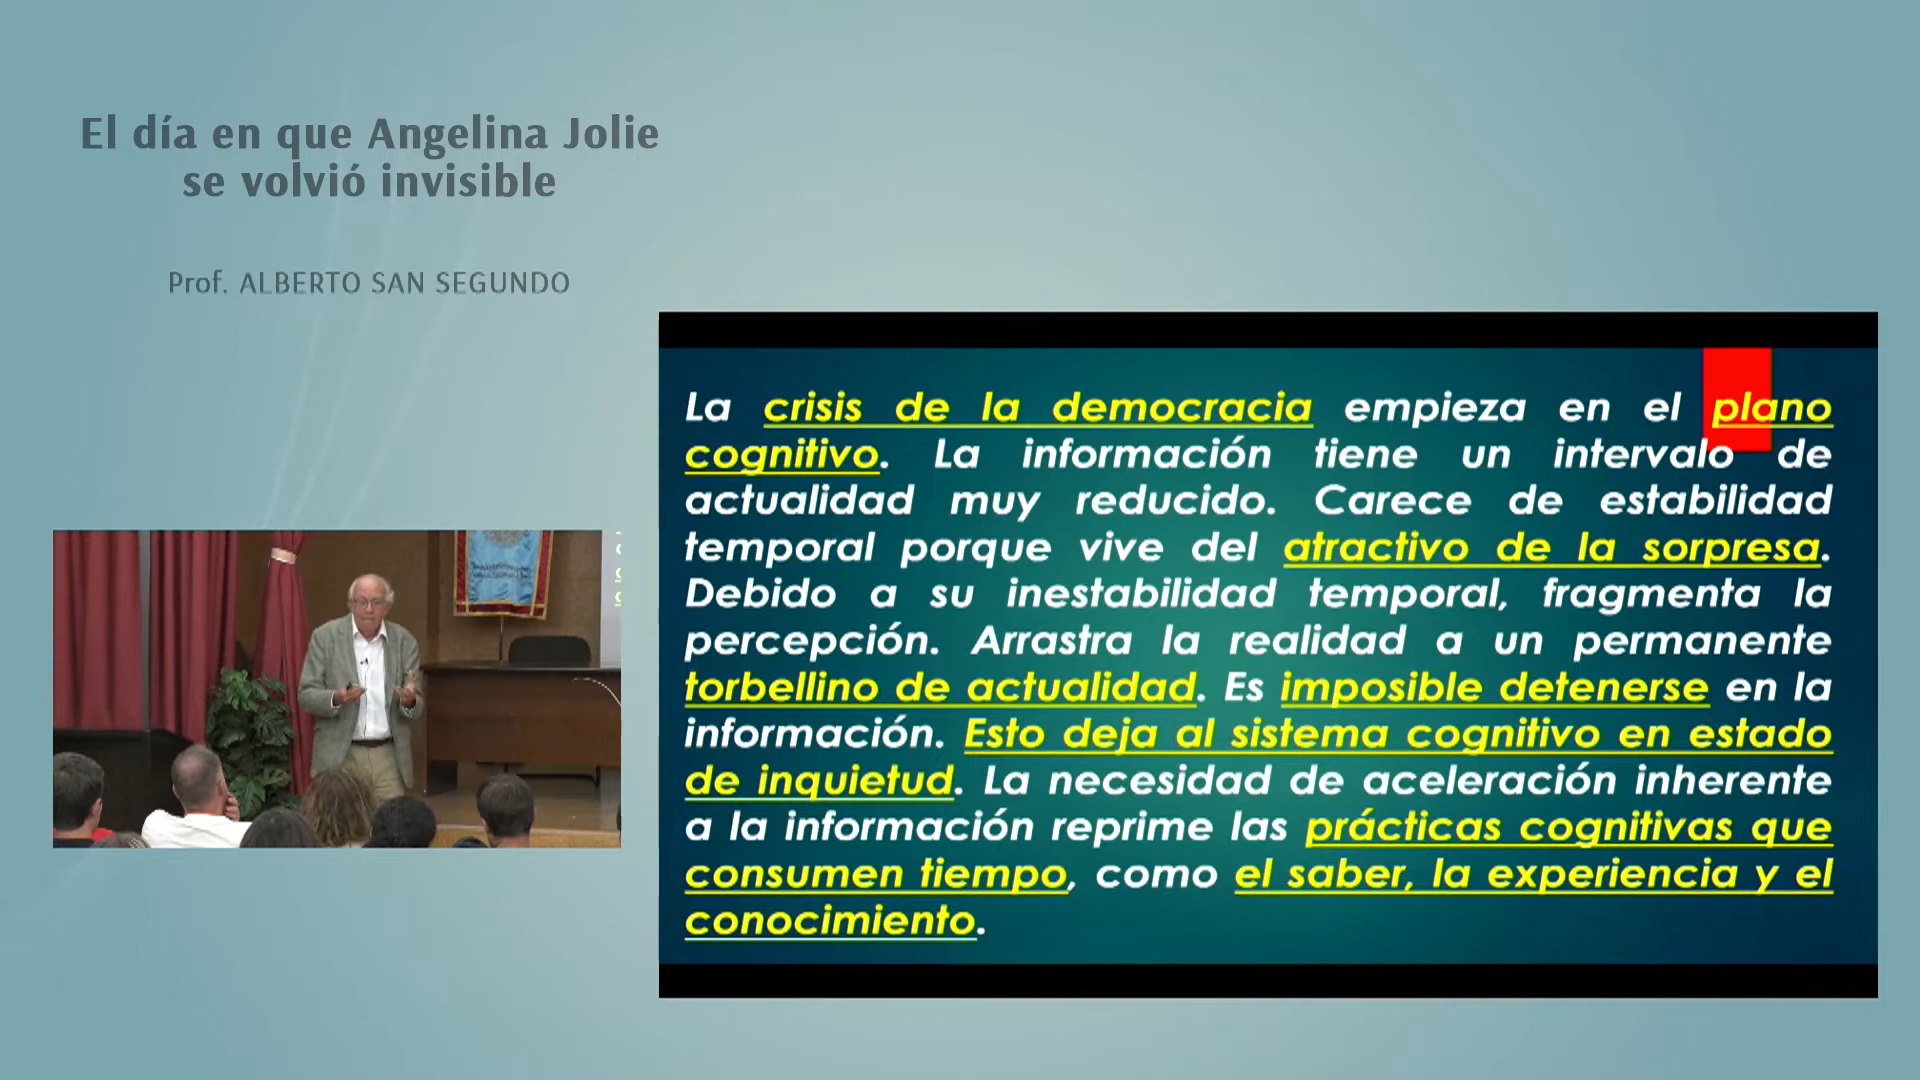 El día en que Angelina Jolie
se volvió invisible
Prof. ALBERTO SAN SEGUNDO
La crisis de la democracia empieza en el plano
cognitivo. La información tiene un intervalo de
actualidad muy reducido. Carece de estabilidad
temporal porque vive del atractivo de la sorpresa.
Debido a su inestabilidad temporal, fragmenta la
percepción. Arrastra la realidad a un permanente
torbellino de actualidad. Es imposible detenerse en la
información. Esto deja al sistema cognitivo en estado
de inquietud. La necesidad de aceleración inherente
a la información reprime las prácticas cognitivas que
consumen tiempo, como el saber, la experiencia y el
conocimiento.